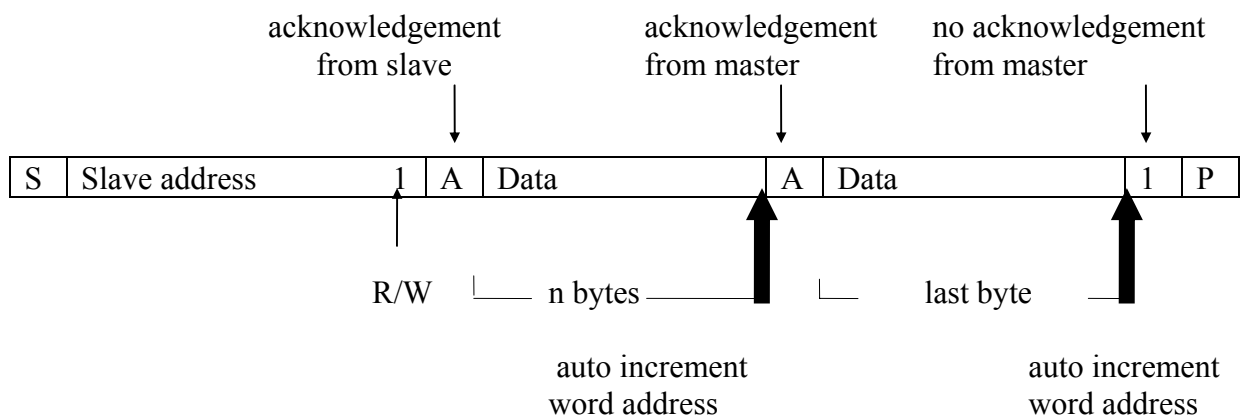 acknowledgement
from slave
acknowledgement
from master
no acknowledgement
from master
S Slave address 1 A Data A Data 1 P
R/W n bytes last byte
auto increment
word address
auto increment
word address